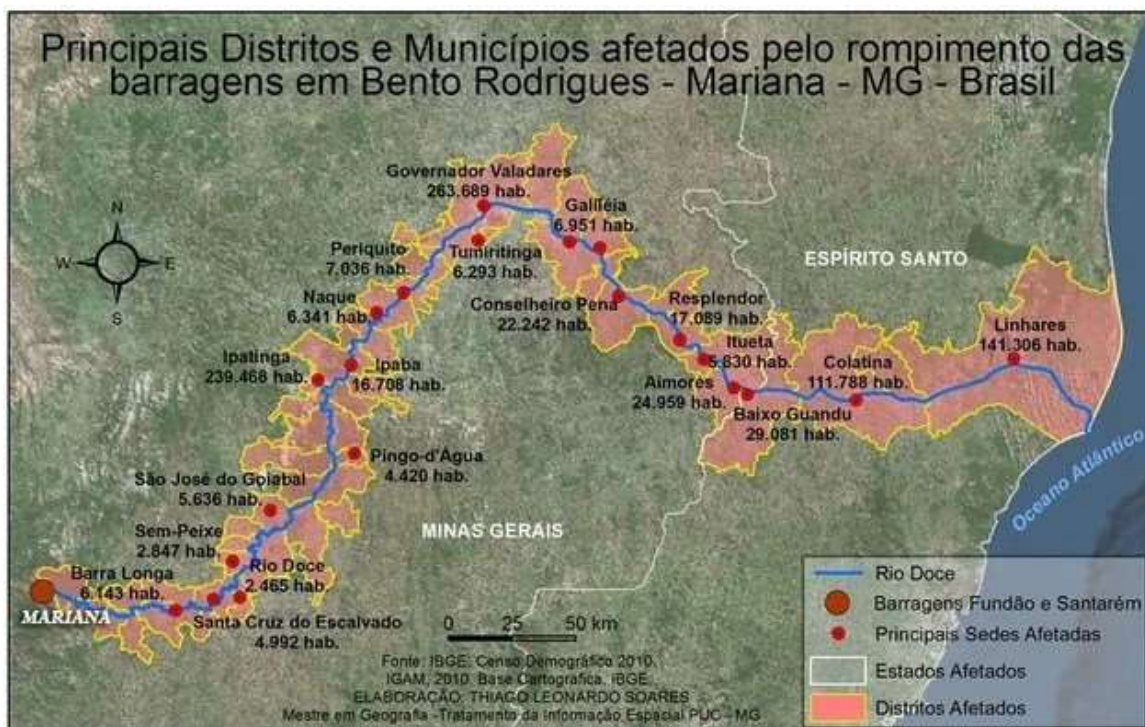 Principais Distritos e Municípios afetados pelo rompimento das
barragens em Bento Rodrigues - Mariana - MG - Brasil
N
W
E
S
Governador Valadares
263.689 hab.
Galiléia
6.951 hab.
Periquito
7.036 hab.
Tumiritinga
6.293 hab.
ESPÍRITO SANTO
Naque
6.341 hab.
Conselheiro Pena
22.242 hab.
Resplendor
17.089 hab.
Linhares
141.306 hab.
Ipatinga
239.468 hab.
Ipaba
16.708 hab.
Itueta
5.830 hab.
Colatina
111.788 hab.
Aimores
24.959 hab.
Baixo Guandu
29.081 hab.
Pingo-d'Água
4.420 hab.
São José do Goiabal
5.636 hab.
Oceano Atlântico
MINAS GERAIS
Sem-Peixe
2.847 hab.
Rio Doce
2.465 hab.
Barra Longa
6.143 hab.
MARIANA
Santa Cruz do Escalvado
4.992 hab.
0 25 50 km
Fonte: IBGE: Censo Demográfico 2010.
IGAM, 2010. Base Cartográfica, IBGE.
ELABORAÇÃO: THIAGO LEONARDO SOARES
Mestre em Geografia -Tratamento da Informação Espacial PUC - MG
Rio Doce
Barragens Fundão e Santarém
Principais Sedes Afetadas
Estados Afetados
Distritos Afetados